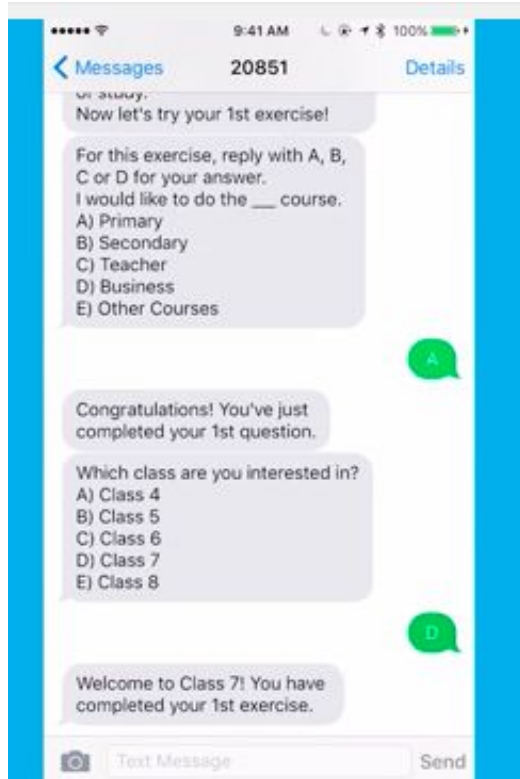 9:41 AM 100%
Messages 20851 Details
of study.
Now let's try your 1st exercise!
For this exercise, reply with A, B,
C or D for your answer.
I would like to do the ___ course.
A) Primary
B) Secondary
C) Teacher
D) Business
E) Other Courses
A
Congratulations! You've just
completed your 1st question.
Which class are you interested in?
A) Class 4
B) Class 5
C) Class 6
D) Class 7
E) Class 8
D
Welcome to Class 7! You have
completed your 1st exercise.
Text Message Send